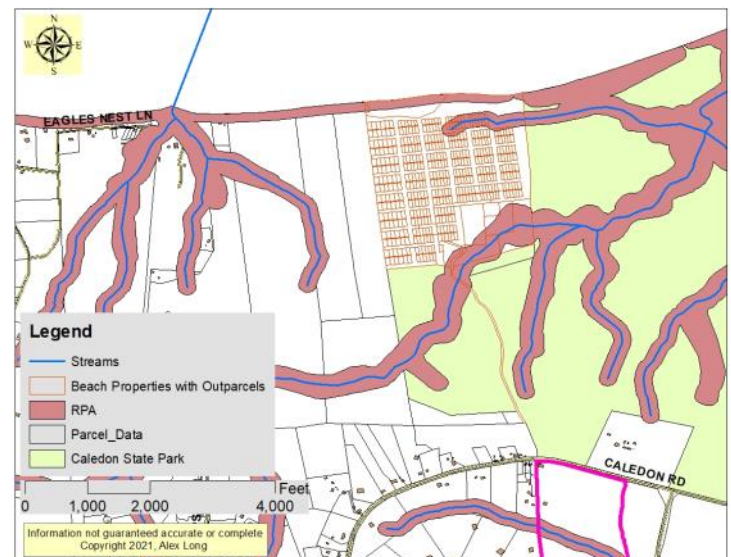 N
W E
S
EAGLES NEST LN
Legend
Streams
Beach Properties with Outparcels
RPA
Parcel_Data
Caledon State Park
CALEDON RD
Feet
0 1,000 2,000 4,000
S
Information not guaranteed accurate or complete
Copyright 2021, Alex Long